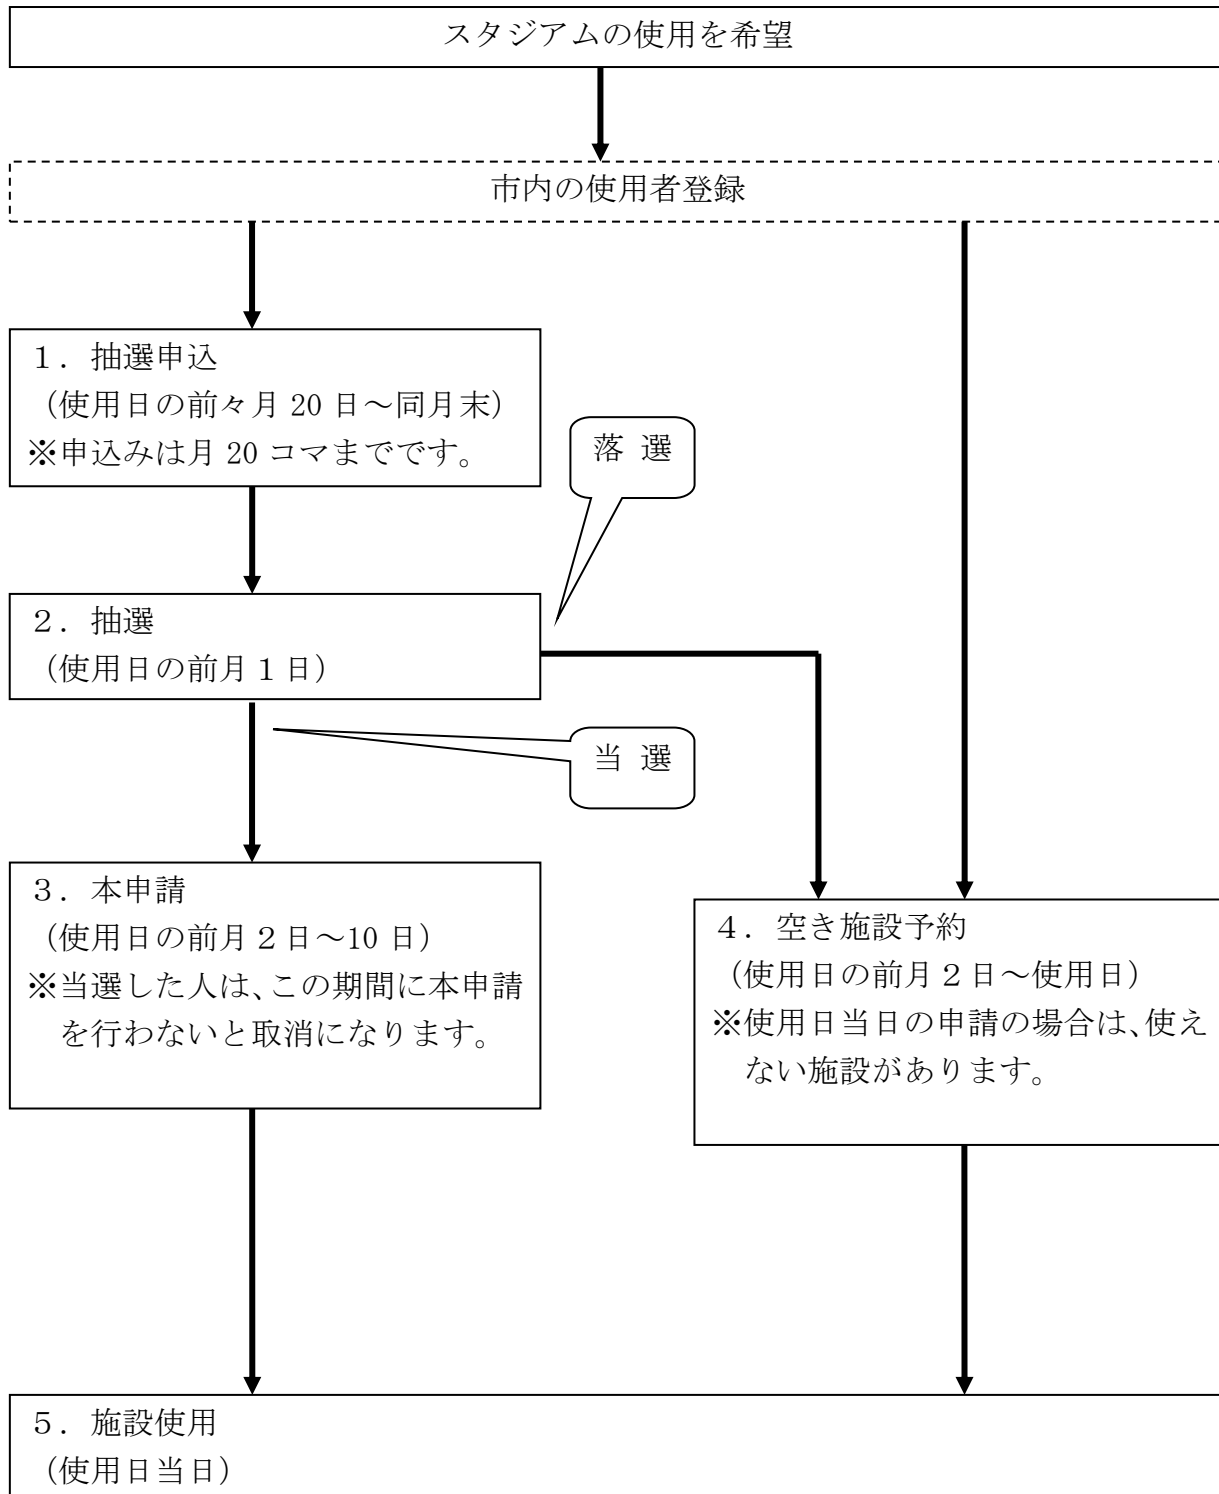 スタジアムの使用を希望
市内の使用者登録
１．抽選申込
（使用日の前々月 20 日～同月末）
※申込みは月 20 コマまでです。
落 選
２．抽選
（使用日の前月１日）
当 選
３．本申請
（使用日の前月２日～10 日）
※当選した人は、この期間に本申請
を行わないと取消になります。
４．空き施設予約
（使用日の前月２日～使用日）
※使用日当日の申請の場合は、使え
ない施設があります。
５．施設使用
（使用日当日）